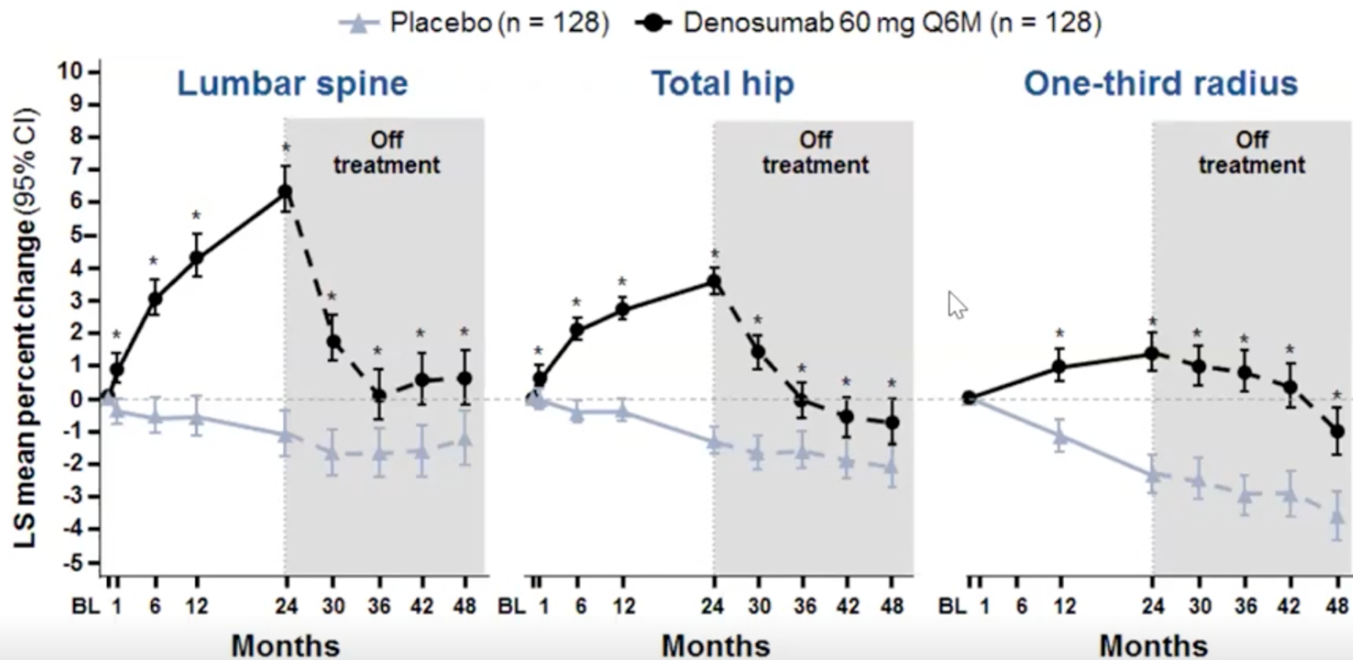 Placebo (n = 128) Denosumab 60 mg Q6M (n = 128)
LS mean percent change (95% CI)
10
9
8
7
6
5
4
3
2
1
0
-1
-2
-3
-4
-5
Lumbar spine
Off
treatment
* * * * * * * *
BL 1 6 12 24 30 36 42 48
Months
Total hip
Off
treatment
* * * * * * * *
BL 1 6 12 24 30 36 42 48
Months
One-third radius
Off
treatment
* * * * * *
BL 1 6 12 24 30 36 42 48
Months